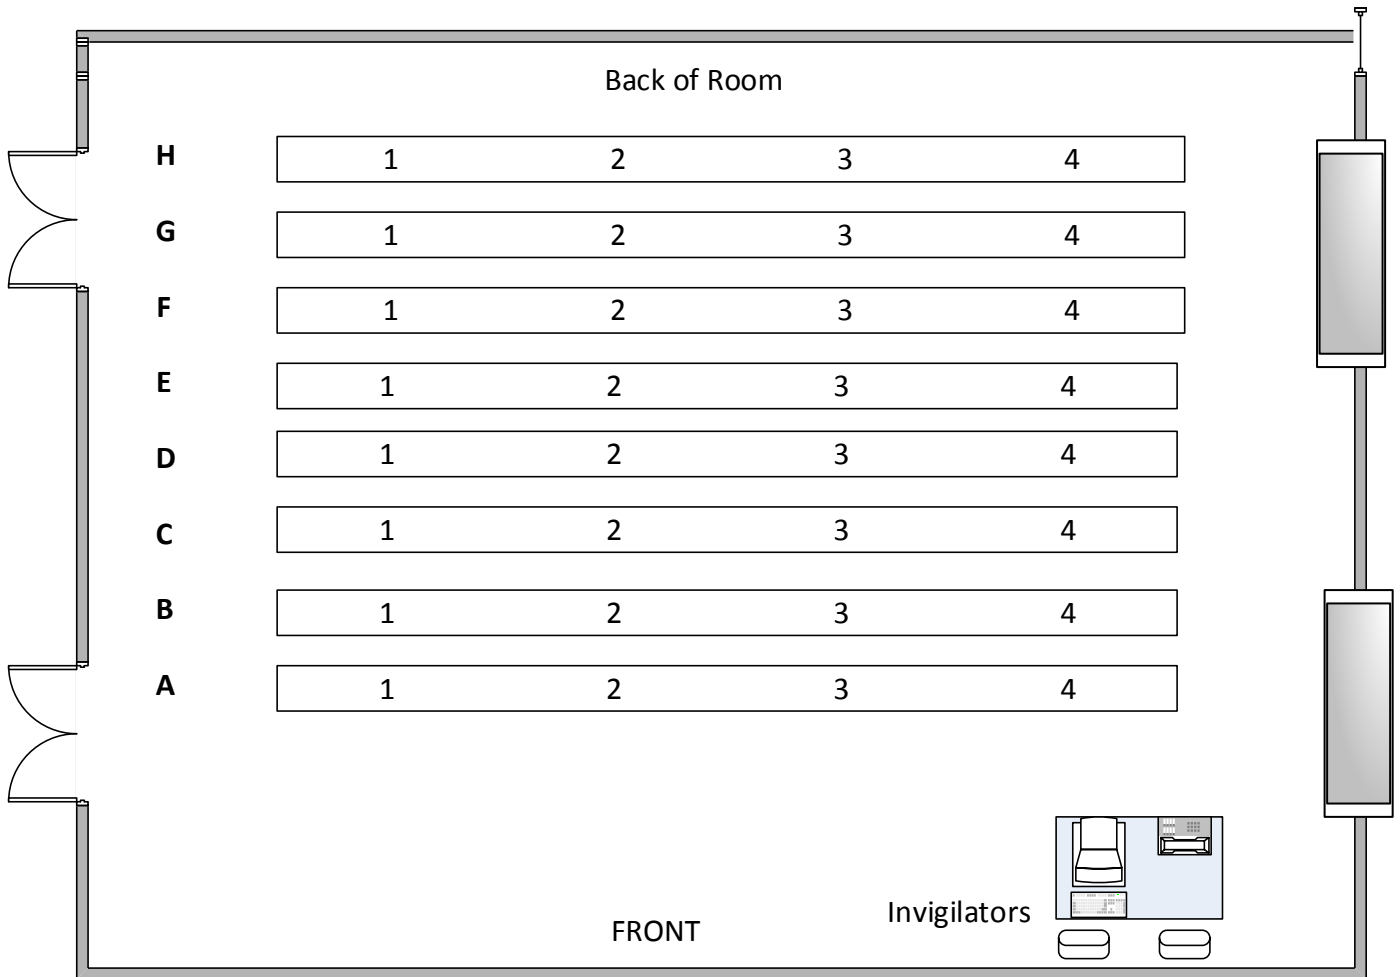 Back of Room
H 1 2 3 4
G 1 2 3 4
F 1 2 3 4
E 1 2 3 4
D 1 2 3 4
C 1 2 3 4
B 1 2 3 4
A 1 2 3 4
Invigilators
FRONT